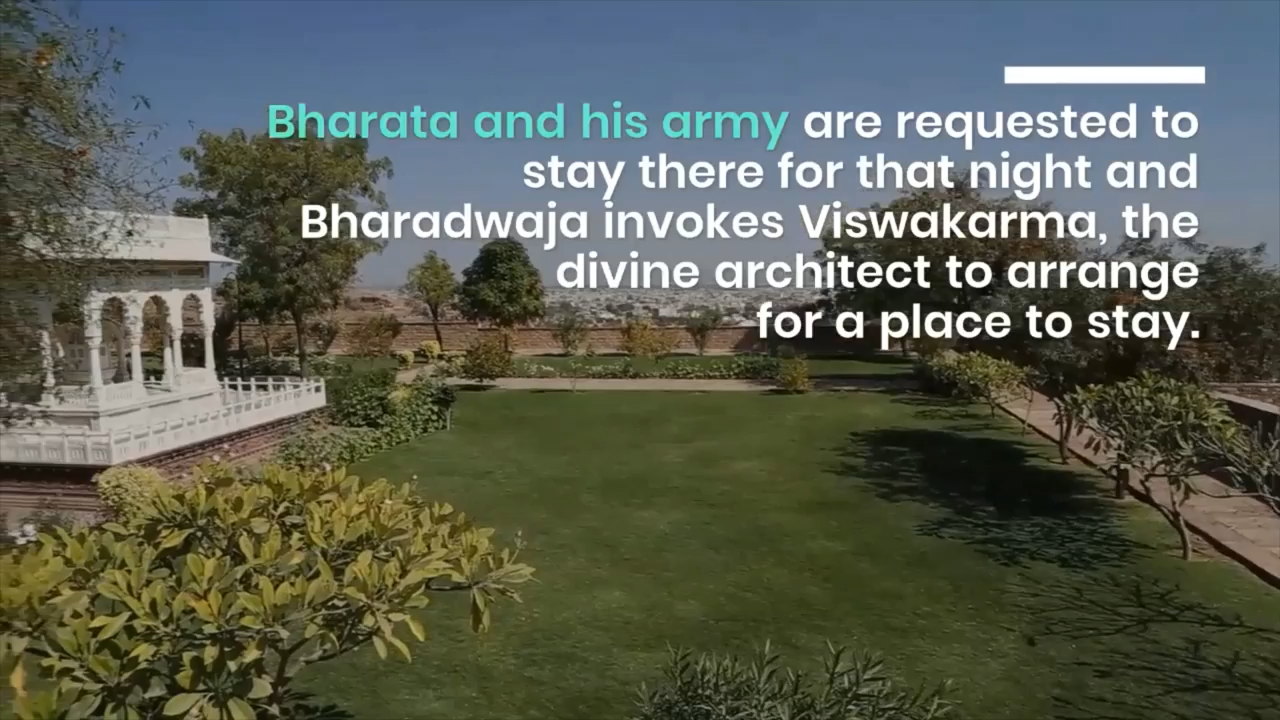 Bharata and his army are requested to
stay there for that night and
Bharadwaja invokes Viswakarma, the
divine architect to arrange
for a place to stay.